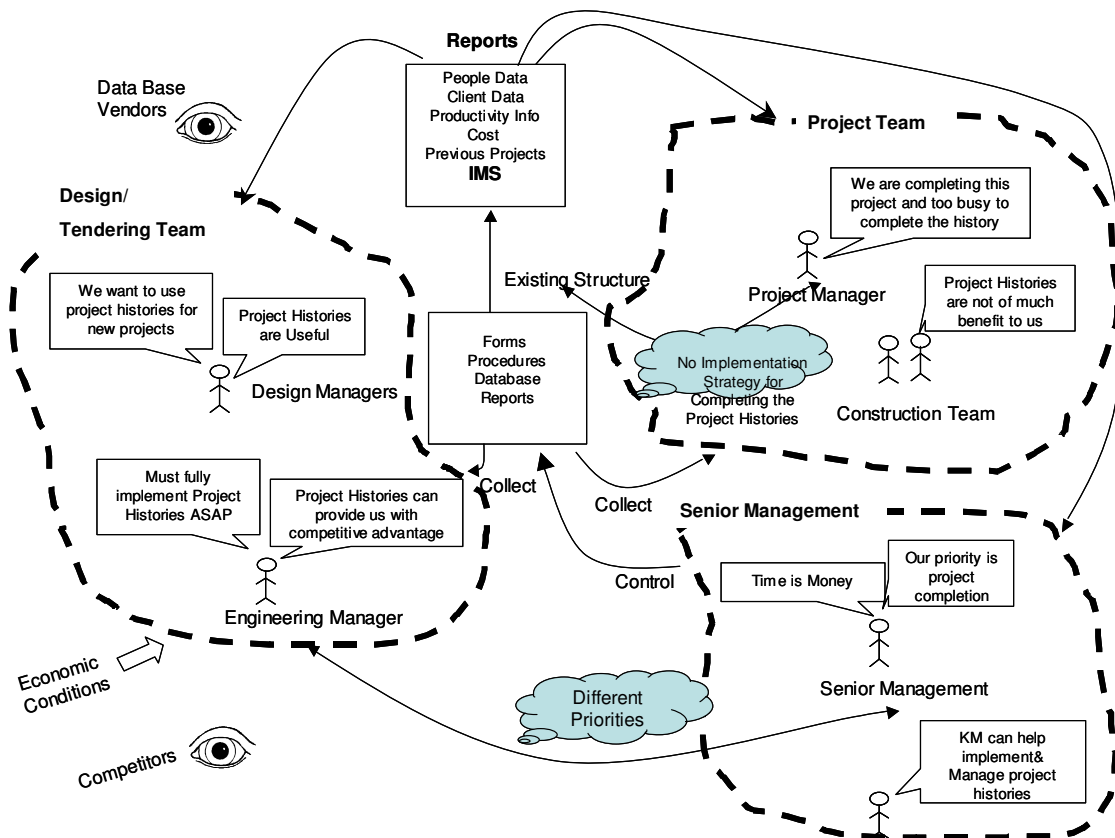 Reports
People Data
Client Data
Productivity Info
Cost
Previous Projects
IMS
Data Base
Vendors
Project Team
We are completing this
project and too busy to
complete the history
Design/
Tendering Team
Existing Structure
Project Manager
Project Histories
are not of much
benefit to us
We want to use
project histories for
new projects
Project Histories
are Useful
Design Managers
Forms
Procedures
Database
Reports
No Implementation
Strategy for
Completing the
Project Histories
Construction Team
Must fully
implement Project
Histories ASAP
Project Histories can
provide us with
competitive advantage
Collect
Collect
Senior Management
Engineering Manager
Control
Time is Money
Our priority is
project
completion
Senior Management
Economic
Conditions
Different
Priorities
Competitors
KM can help
implement&
Manage project
histories